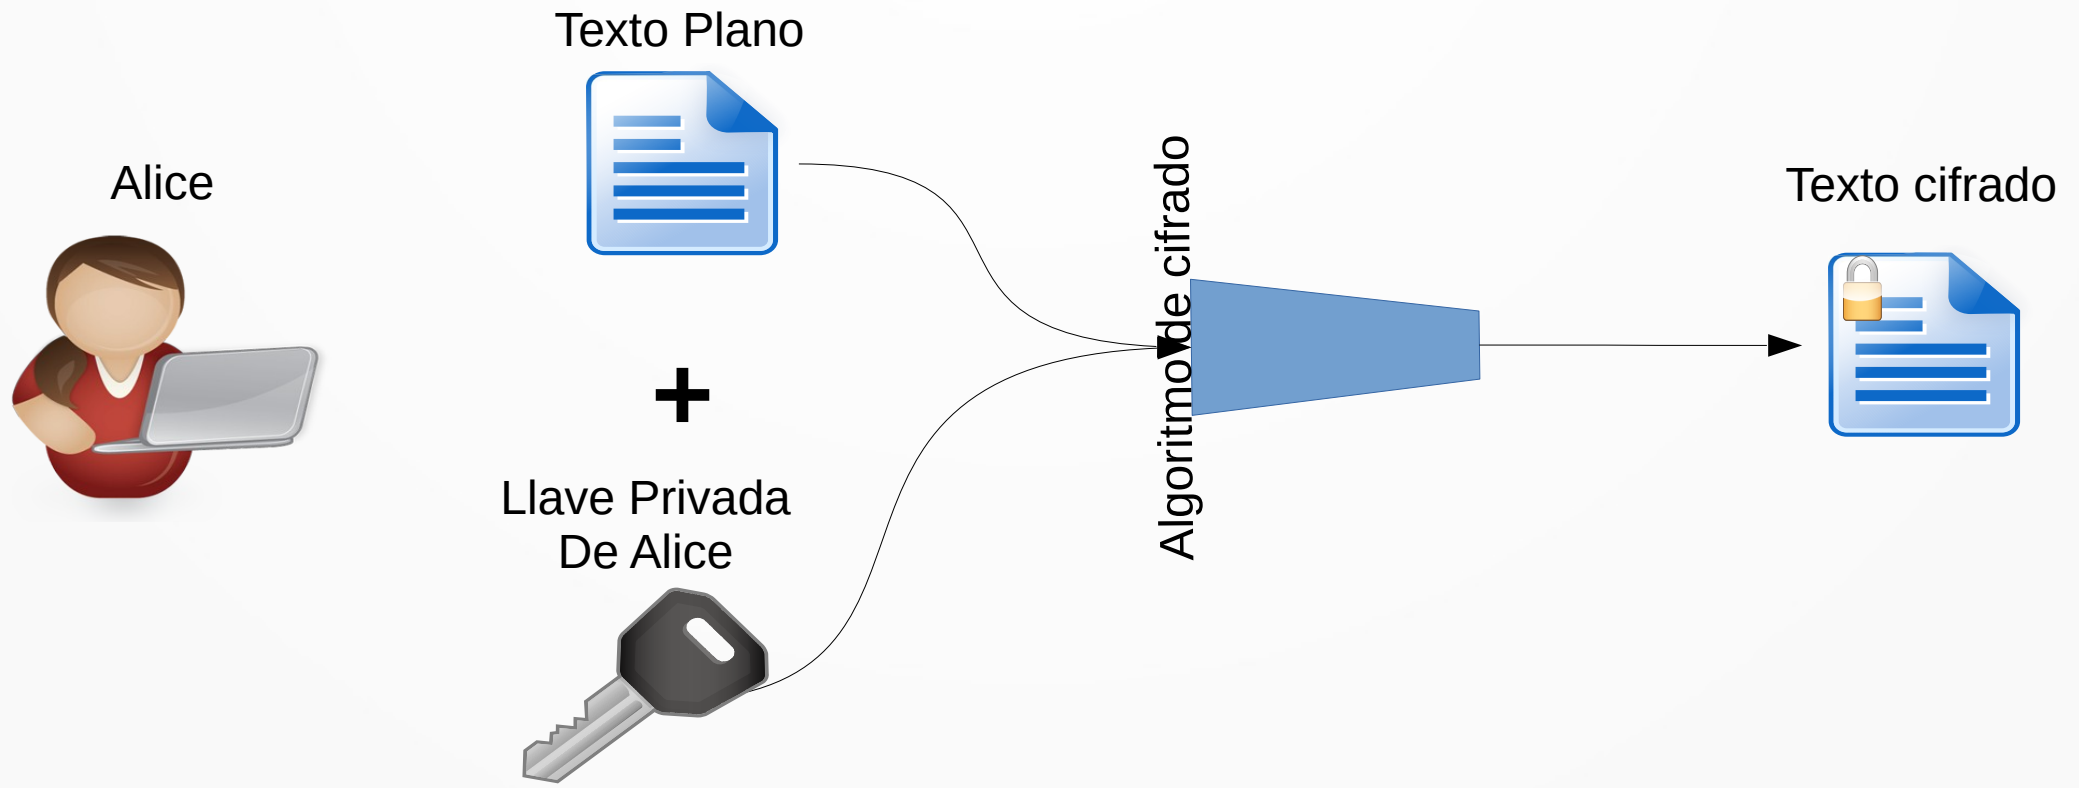 Texto Plano
Alice
Algoritmo de cifrado
Texto cifrado
+
Llave Privada
De Alice